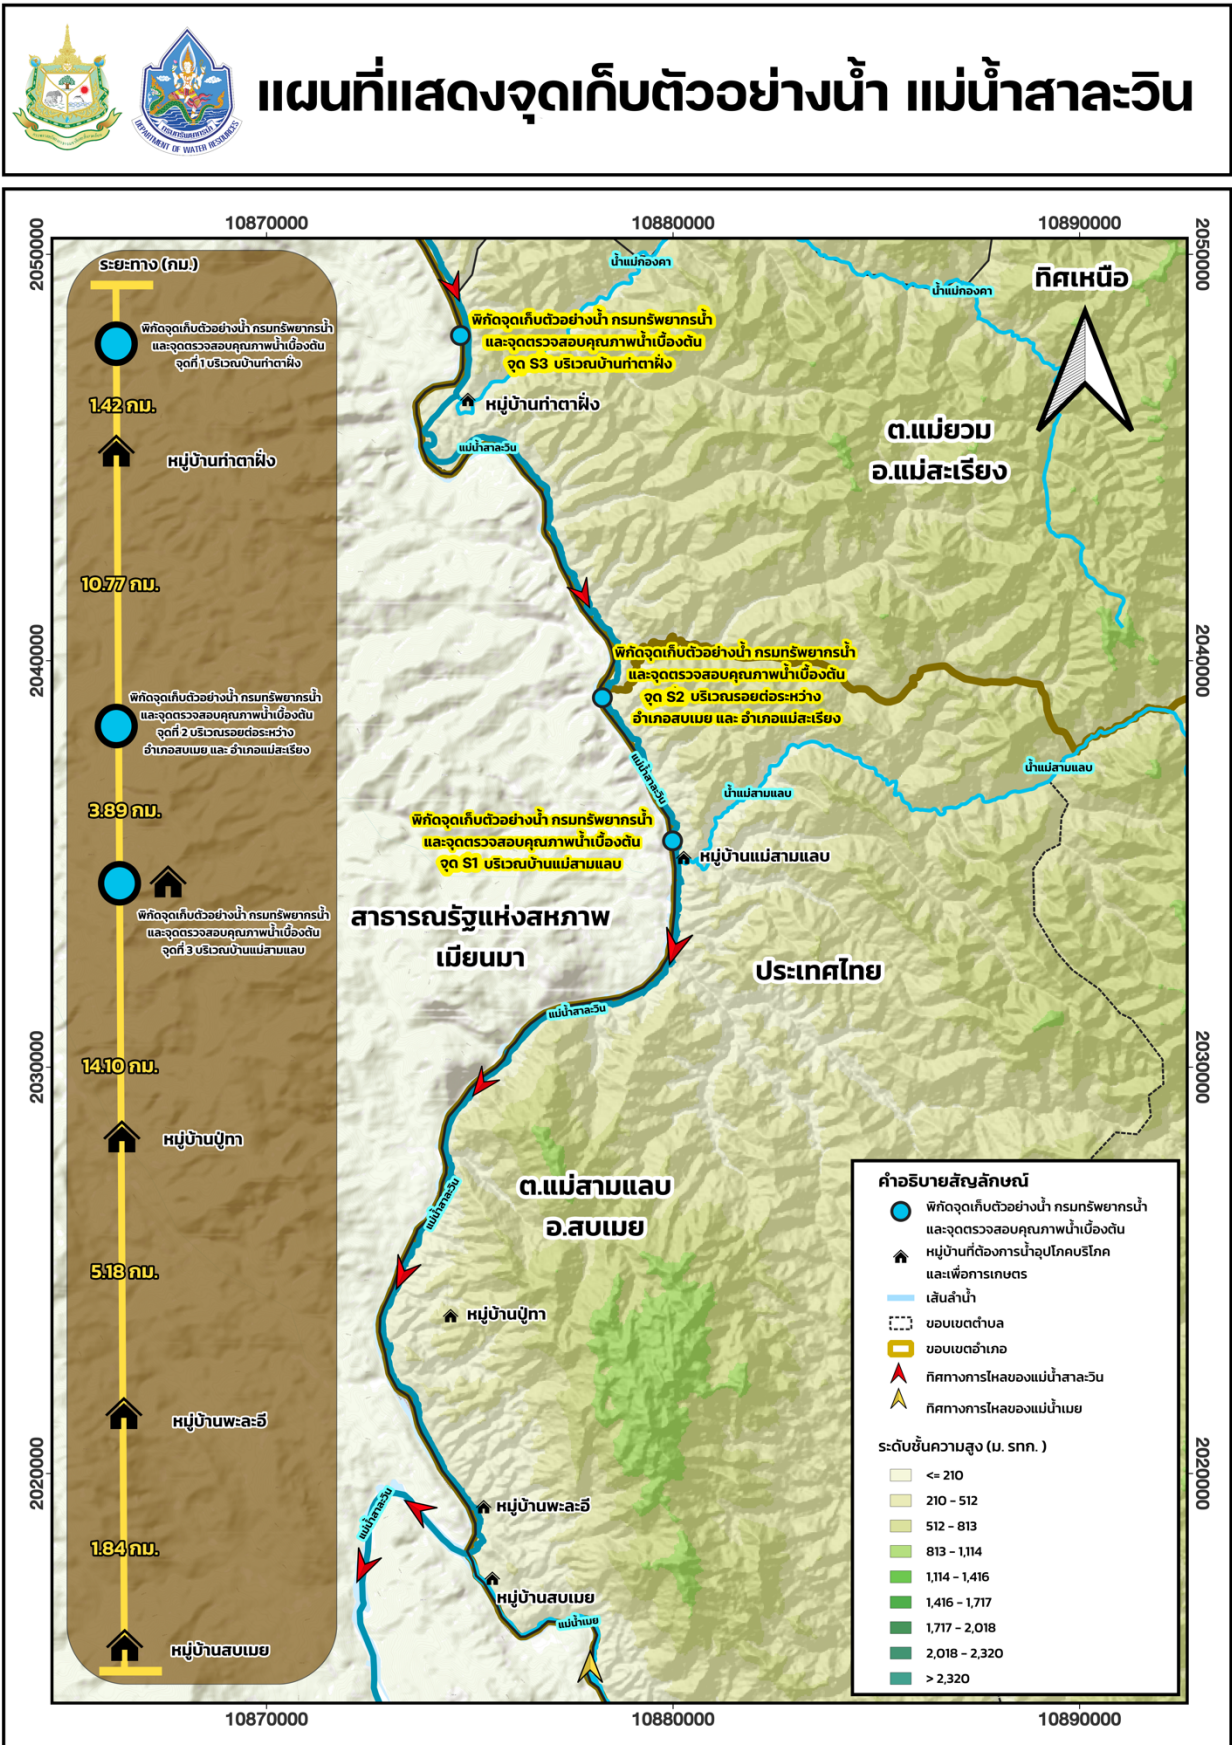 แผนที่แสดงจุดเก็บตัวอย่างน้ำ แม่น้ำสาละวิน
กรมทรัพยากรน้ำ
DEPARTMENT OF WATER RESOURCES
10870000
10880000
10890000
2050000
2050000
ระยะทาง (กม.)
พิกัดจุดเก็บตัวอย่างน้ำ กรมทรัพยากรน้ำ
และจุดตรวจสอบคุณภาพน้ำเบื้องต้น
จุดที่ 1 บริเวณบ้านท่าตาฝั่ง
1.42 กม.
หมู่บ้านท่าตาฝั่ง
10.77 กม.
พิกัดจุดเก็บตัวอย่างน้ำ กรมทรัพยากรน้ำ
และจุดตรวจสอบคุณภาพน้ำเบื้องต้น
จุดที่ 2 บริเวณรอยต่อระหว่าง
อำเภอสบเมย และ อำเภอแม่สะเรียง
3.89 กม.
พิกัดจุดเก็บตัวอย่างน้ำ กรมทรัพยากรน้ำ
และจุดตรวจสอบคุณภาพน้ำเบื้องต้น
จุดที่ 3 บริเวณบ้านแม่สามแลบ
14.10 กม.
หมู่บ้านปู่ทา
5.18 กม.
หมู่บ้านพะละอี
1.84 กม.
หมู่บ้านสบเมย
น้ำแม่กองคา
น้ำแม่กองคา
ทิศเหนือ
พิกัดจุดเก็บตัวอย่างน้ำ กรมทรัพยากรน้ำ
และจุดตรวจสอบคุณภาพน้ำเบื้องต้น
จุด S3 บริเวณบ้านท่าตาฝั่ง
หมู่บ้านท่าตาฝั่ง
แม่น้ำสาละวิน
ต.แม่ยวม
อ.แม่สะเรียง
2040000
2040000
พิกัดจุดเก็บตัวอย่างน้ำ กรมทรัพยากรน้ำ
และจุดตรวจสอบคุณภาพน้ำเบื้องต้น
จุด S2 บริเวณรอยต่อระหว่าง
อำเภอสบเมย และ อำเภอแม่สะเรียง
แม่น้ำสาละวิน
น้ำแม่สามแลบ
น้ำแม่สามแลบ
พิกัดจุดเก็บตัวอย่างน้ำ กรมทรัพยากรน้ำ
และจุดตรวจสอบคุณภาพน้ำเบื้องต้น
จุด S1 บริเวณบ้านแม่สามแลบ
หมู่บ้านแม่สามแลบ
สาธารณรัฐแห่งสหภาพ
เมียนมา
ประเทศไทย
แม่น้ำสาละวิน
2030000
2030000
แม่น้ำสาละวิน
ต.แม่สามแลบ
อ.สบเมย
หมู่บ้านปู่ทา
2020000
2020000
แม่น้ำสาละวิน
หมู่บ้านพะละอี
หมู่บ้านสบเมย
แม่น้ำเมย
คำอธิบายสัญลักษณ์
พิกัดจุดเก็บตัวอย่างน้ำ กรมทรัพยากรน้ำ
และจุดตรวจสอบคุณภาพน้ำเบื้องต้น
หมู่บ้านที่ต้องการน้ำอุปโภคบริโภค
และเพื่อการเกษตร
เส้นลำน้ำ
ขอบเขตตำบล
ขอบเขตอำเภอ
ทิศทางการไหลของแม่น้ำสาละวิน
ทิศทางการไหลของแม่น้ำเมย
ระดับชั้นความสูง (ม. รทก. )
<= 210
210 - 512
512 - 813
813 - 1,114
1,114 - 1,416
1,416 - 1,717
1,717 - 2,018
2,018 - 2,320
> 2,320
10870000
10880000
10890000